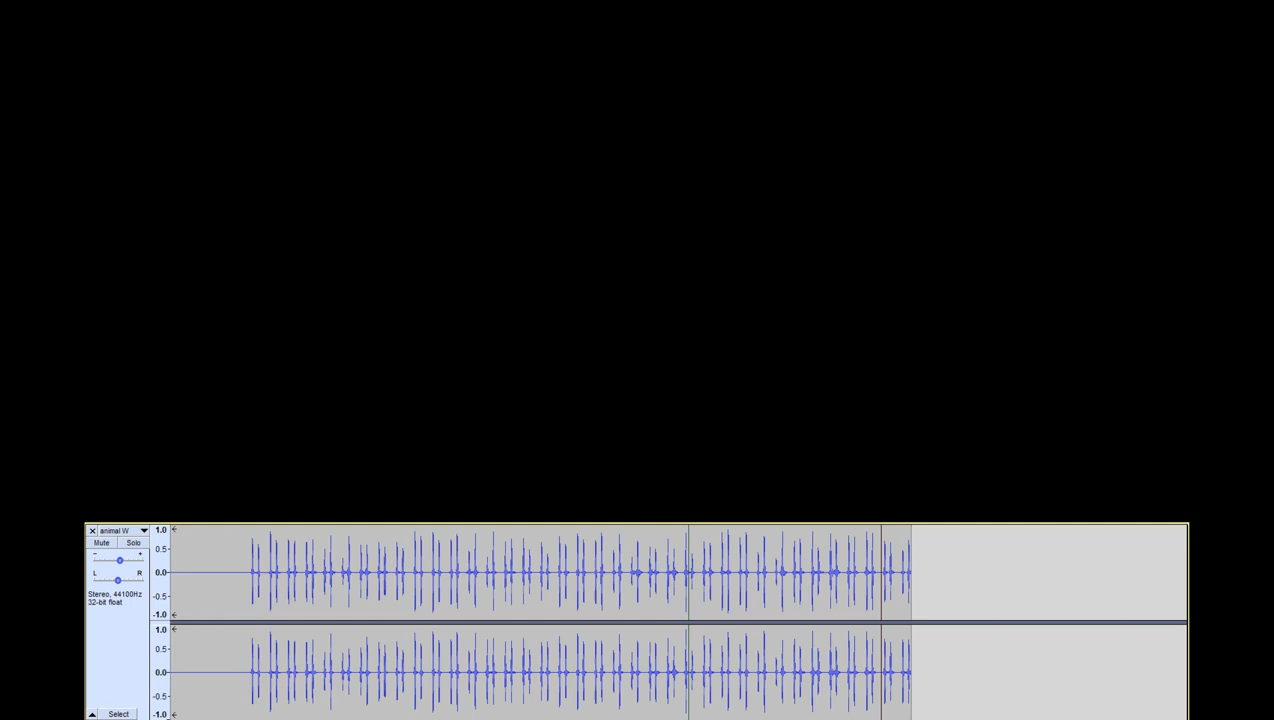 animal W
Mute Solo
- +
L R
Stereo, 44100Hz
32-bit float
Select
1.0
0.5
0.0
-0.5
-1.0
1.0
0.5
0.0
-0.5
-1.0